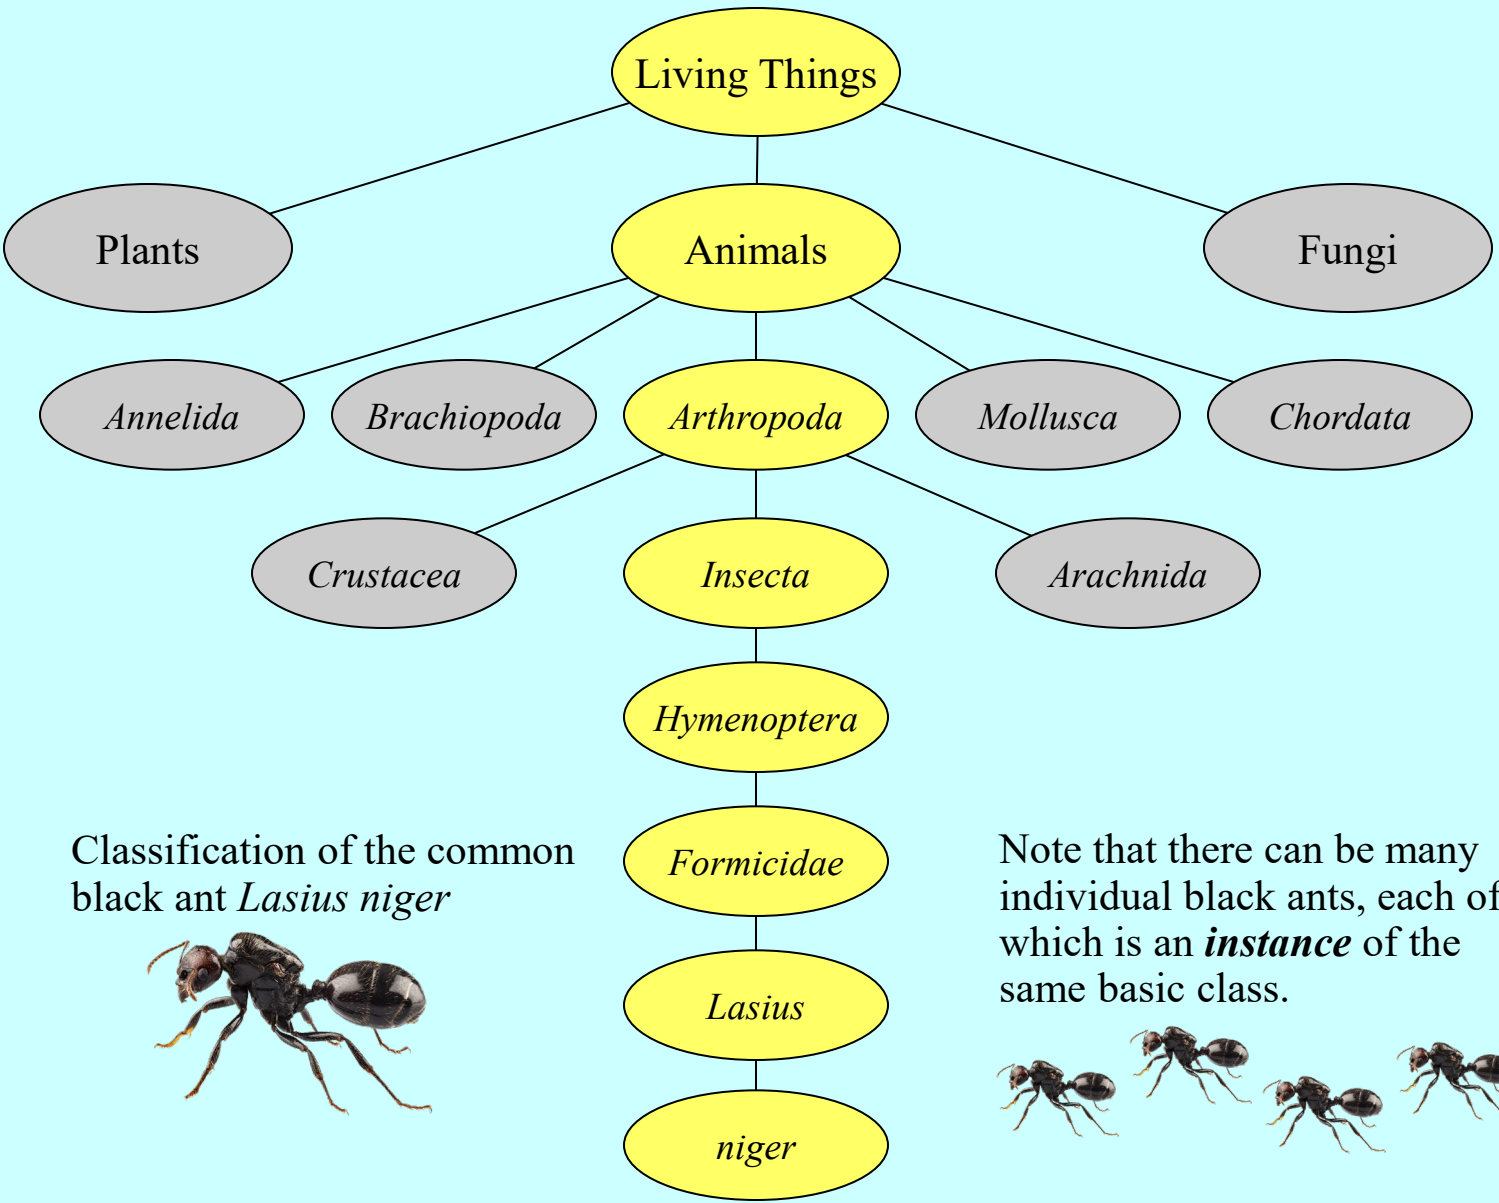 Living Things
Plants
Animals
Fungi
Annelida
Brachiopoda
Arthropoda
Mollusca
Chordata
Crustacea
Insecta
Arachnida
Hymenoptera
Formicidae
Classification of the common
black ant Lasius niger
Note that there can be many
individual black ants, each of
which is an instance of the
same basic class.
Lasius
niger